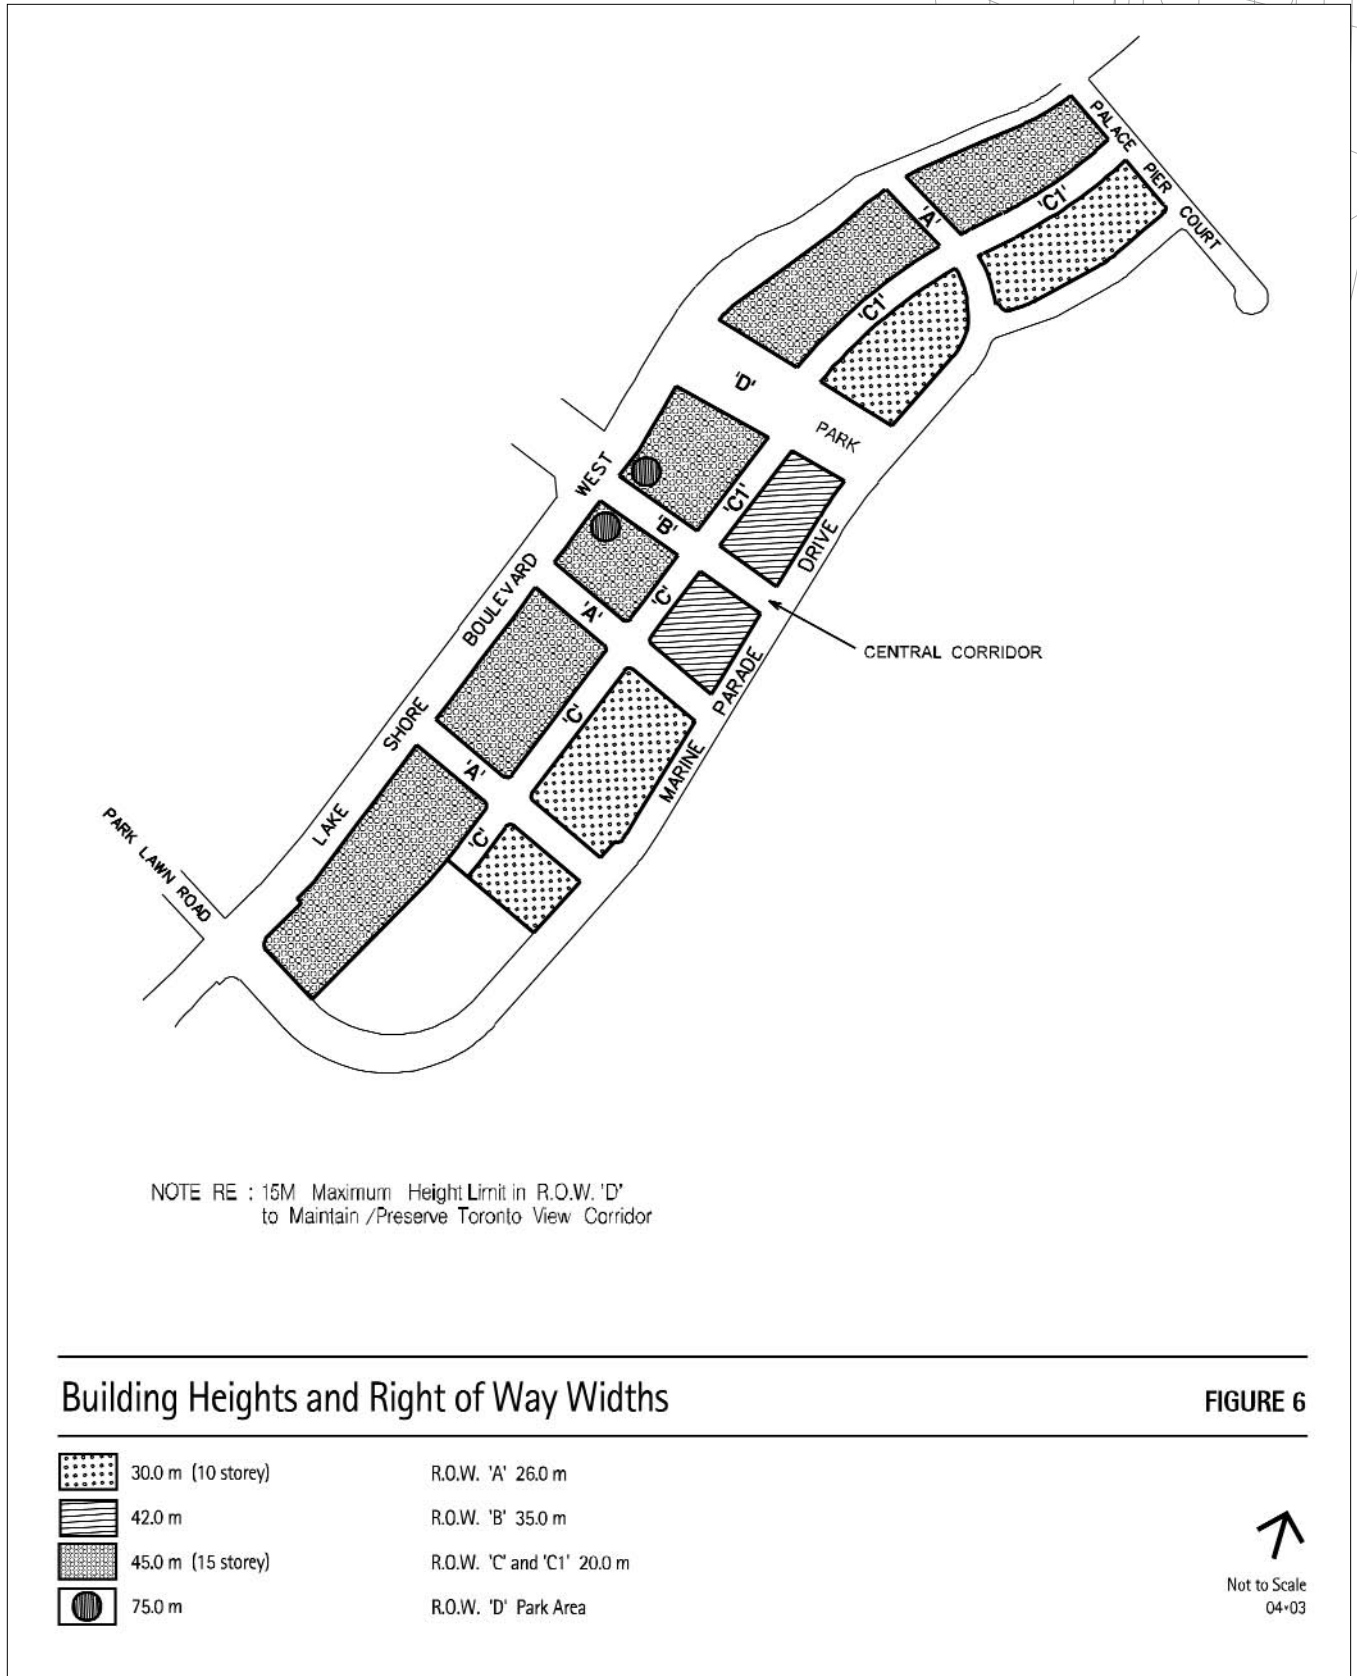 PALACE PIER COURT
'C1'
'A'
'C1'
'D'
PARK
WEST
'C1'
'B'
DRIVE
BOULEVARD
'C'
'A'
CENTRAL CORRIDOR
PARADE
'C'
SHORE
MARINE
'A'
LAKE
'C'
PARK LAWN ROAD
NOTE RE : 15M Maximum Height Limit in R.O.W. 'D'
to Maintain /Preserve Toronto View Corridor
Building Heights and Right of Way Widths
FIGURE 6
30.0 m (10 storey)
R.O.W. 'A' 26.0 m
42.0 m
R.O.W. 'B' 35.0 m
45.0 m (15 storey)
R.O.W. 'C' and 'C1' 20.0 m
75.0 m
R.O.W. 'D' Park Area
Not to Scale
04•03